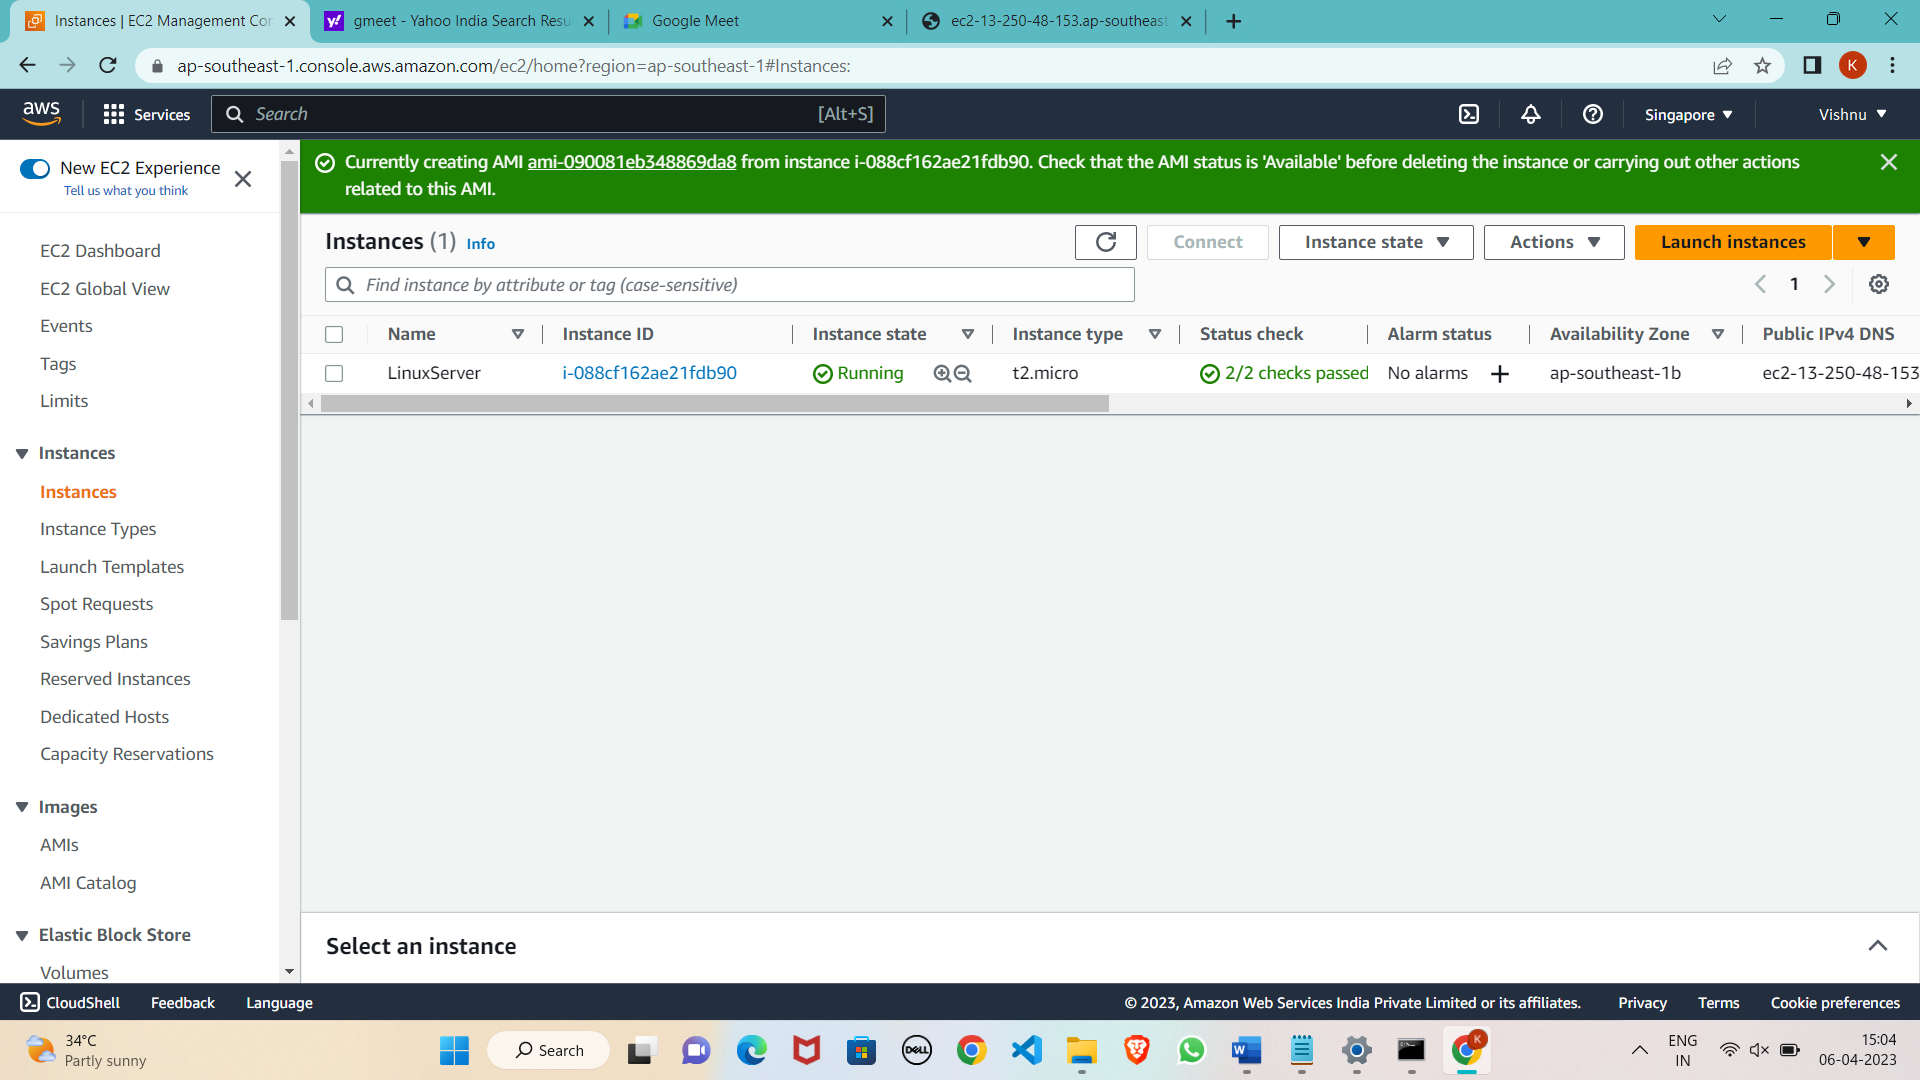 Instances | EC2 Management Con
gmeet - Yahoo India Search Resu
Google Meet
ec2-13-250-48-153.ap-southeast
ap-southeast-1.console.aws.amazon.com/ec2/home?region=ap-southeast-1#Instances:
K
aws
Services
Search
[Alt+S]
Singapore
Vishnu
New EC2 Experience
Tell us what you think
EC2 Dashboard
EC2 Global View
Events
Tags
Limits
Instances
Instances
Instance Types
Launch Templates
Spot Requests
Savings Plans
Reserved Instances
Dedicated Hosts
Capacity Reservations
Images
AMIs
AMI Catalog
Elastic Block Store
Volumes
Currently creating AMI ami-090081eb348869da8 from instance i-088cf162ae21fdb90. Check that the AMI status is 'Available' before deleting the instance or carrying out other actions
related to this AMI.
Instances (1) Info
Connect
Instance state
Actions
Launch instances
Find instance by attribute or tag (case-sensitive)
1
Name Instance ID Instance state Instance type Status check Alarm status Availability Zone Public IPv4 DNS
LinuxServer i-088cf162ae21fdb90 Running t2.micro 2/2 checks passed No alarms ap-southeast-1b ec2-13-250-48-153
Select an instance
CloudShell Feedback Language
© 2023, Amazon Web Services India Private Limited or its affiliates. Privacy Terms Cookie preferences
34°C
Partly sunny
Search
DELL
W
K
ENG
IN
15:04
06-04-2023